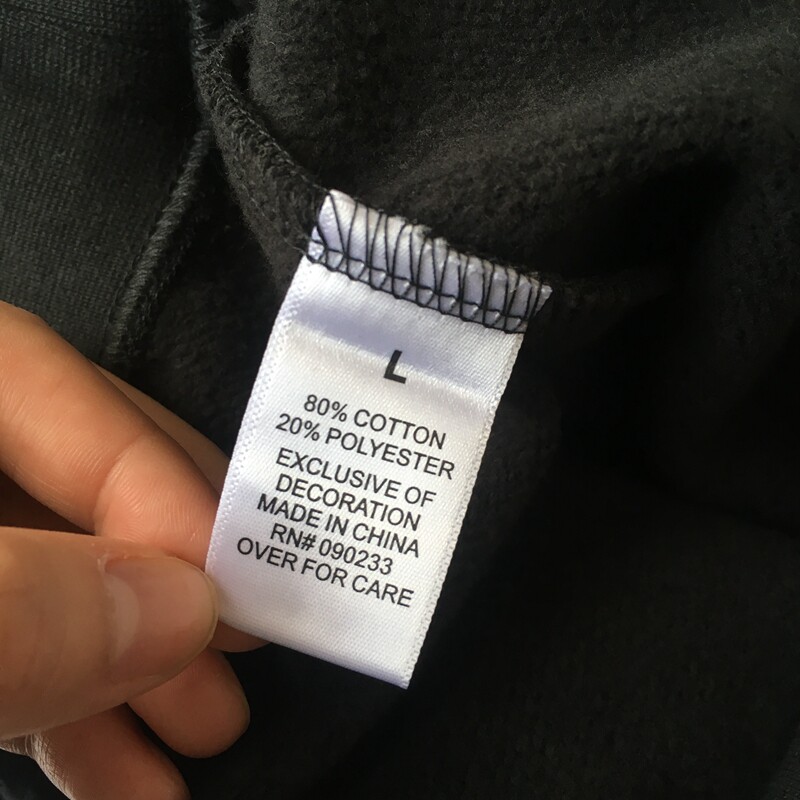 L
80% COTTON
20% POLYESTER
EXCLUSIVE OF
DECORATION
MADE IN CHINA
RN# 090233
OVER FOR CARE